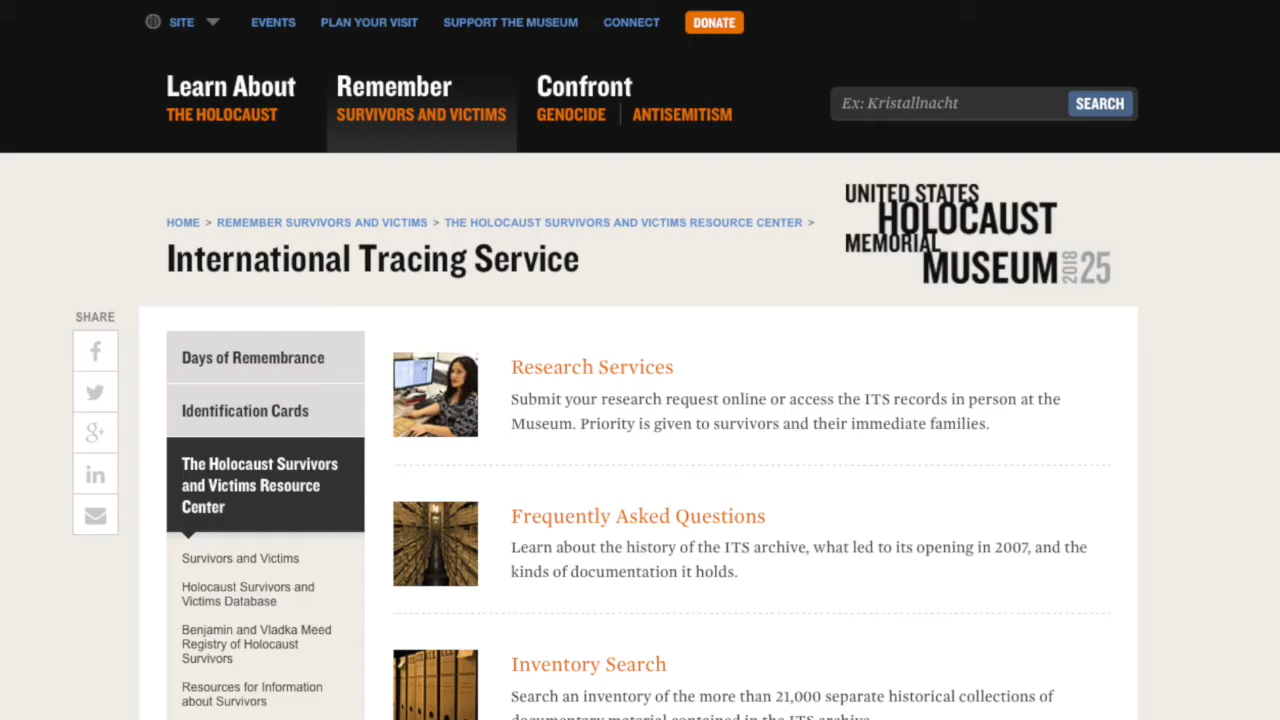 SITE
EVENTS
PLAN YOUR VISIT
SUPPORT THE MUSEUM
CONNECT
DONATE
Learn About
THE HOLOCAUST
Remember
SURVIVORS AND VICTIMS
Confront
GENOCIDE
ANTISEMITISM
Ex: Kristallnacht
SEARCH
HOME > REMEMBER SURVIVORS AND VICTIMS > THE HOLOCAUST SURVIVORS AND VICTIMS RESOURCE CENTER >
International Tracing Service
UNITED STATES
HOLOCAUST
MEMORIAL
MUSEUM 2018 25
SHARE
Days of Remembrance
Identification Cards
The Holocaust Survivors
and Victims Resource
Center
Survivors and Victims
Holocaust Survivors and
Victims Database
Benjamin and Vladka Meed
Registry of Holocaust
Survivors
Resources for Information
about Survivors
Research Services
Submit your research request online or access the ITS records in person at the
Museum. Priority is given to survivors and their immediate families.
Frequently Asked Questions
Learn about the history of the ITS archive, what led to its opening in 2007, and the
kinds of documentation it holds.
Inventory Search
Search an inventory of the more than 21,000 separate historical collections of
documentary material contained in the ITS archive.